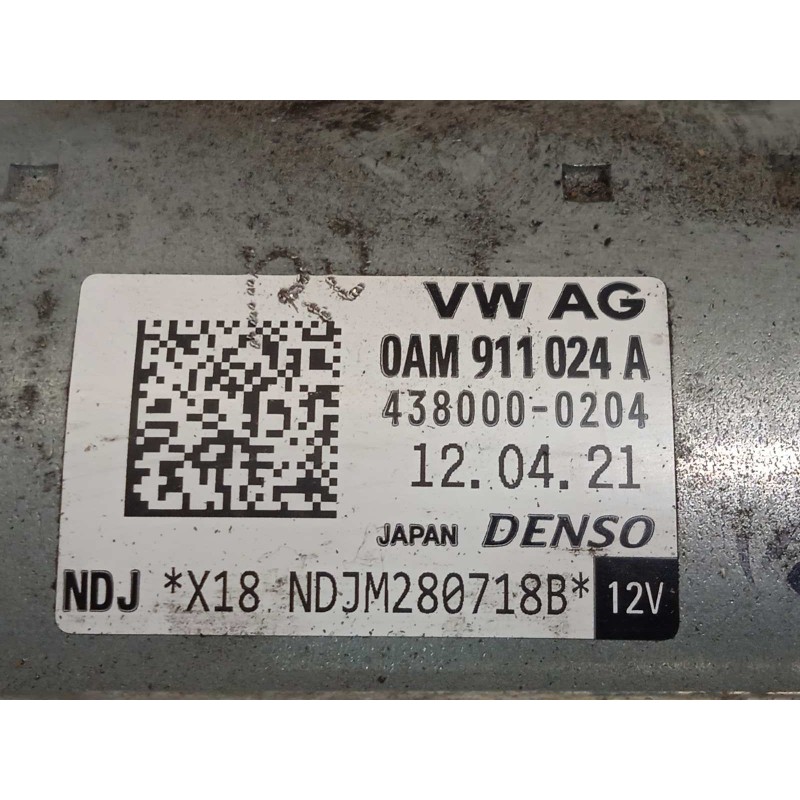 VW AG
0AM 911 024 A
438000-0204
12.04.21
JAPAN DENSO
NDJ *X18 NDJM280718B* 12V